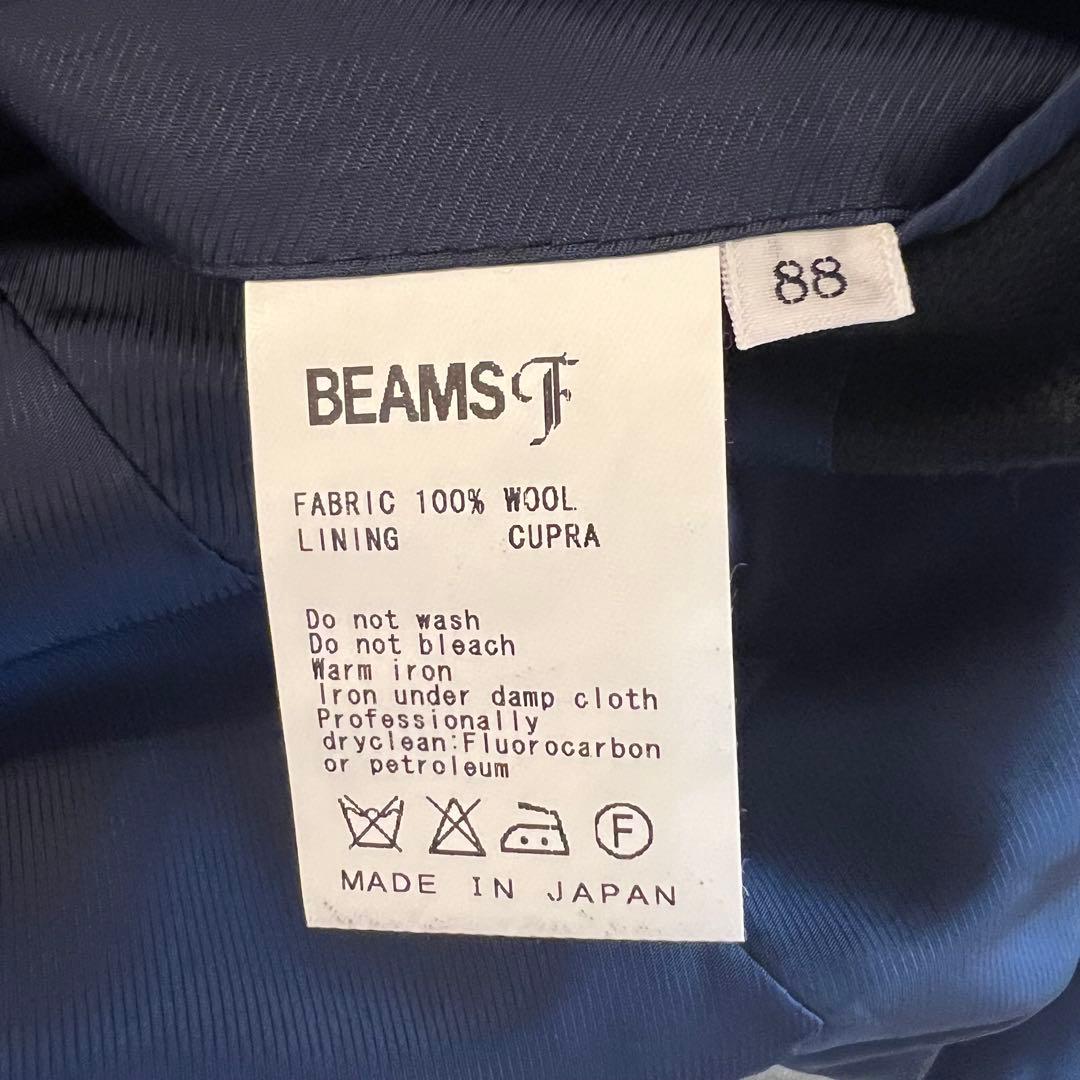 88
BEAMS F
FABRIC 100% WOOL
LINING CUPRA
Do not wash
Do not bleach
Warm iron
Iron under damp cloth
Professionally
dryclean:Fluorocarbon
or petroleum
F
MADE IN JAPAN